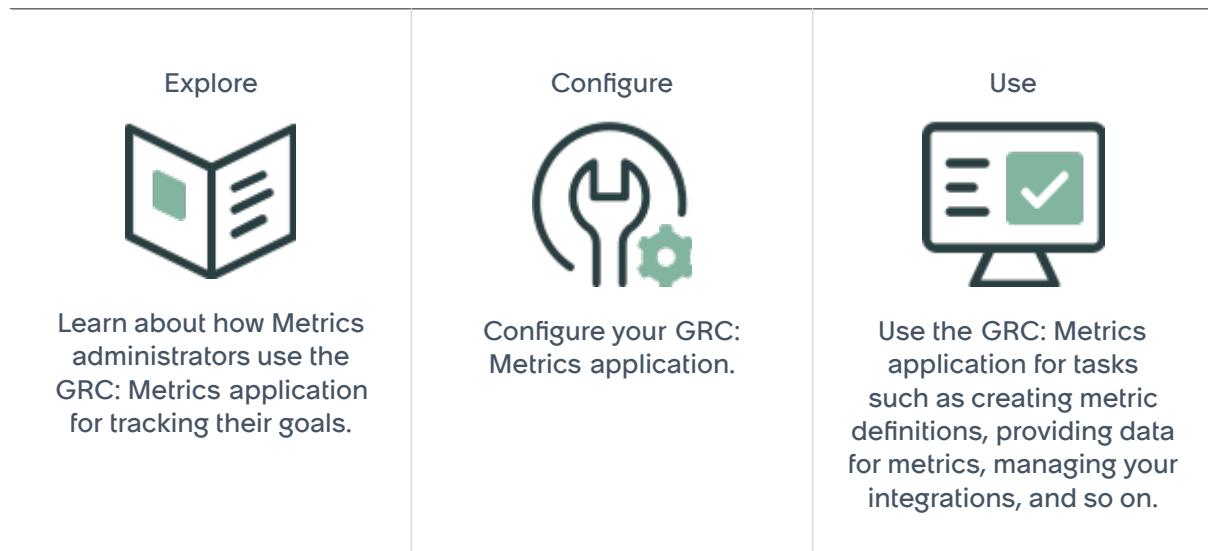 Explore
Learn about how Metrics
administrators use the
GRC: Metrics application
for tracking their goals.
Configure
Configure your GRC:
Metrics application.
Use
Use the GRC: Metrics
application for tasks
such as creating metric
definitions, providing data
for metrics, managing your
integrations, and so on.